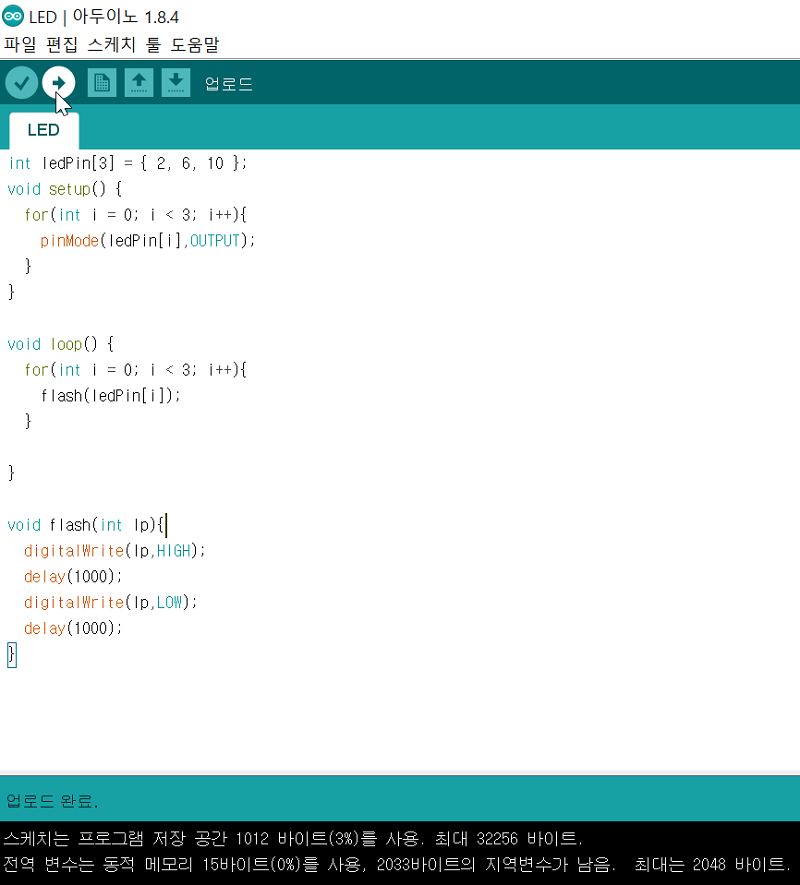 LED | 아두이노 1.8.4
파일 편집 스케치 툴 도움말
업로드
LED
int ledPin[3] = { 2, 6, 10 };
void setup() {
  for(int i = 0; i < 3; i++){
    pinMode(ledPin[i],OUTPUT);
  }
}

void loop() {
  for(int i = 0; i < 3; i++){
    flash(ledPin[i]);
  }

}

void flash(int lp){
  digitalWrite(lp,HIGH);
  delay(1000);
  digitalWrite(lp,LOW);
  delay(1000);
}
업로드 완료.
스케치는 프로그램 저장 공간 1012 바이트(3%)를 사용. 최대 32256 바이트.
전역 변수는 동적 메모리 15바이트(0%)를 사용, 2033바이트의 지역변수가 남음.  최대는 2048 바이트.